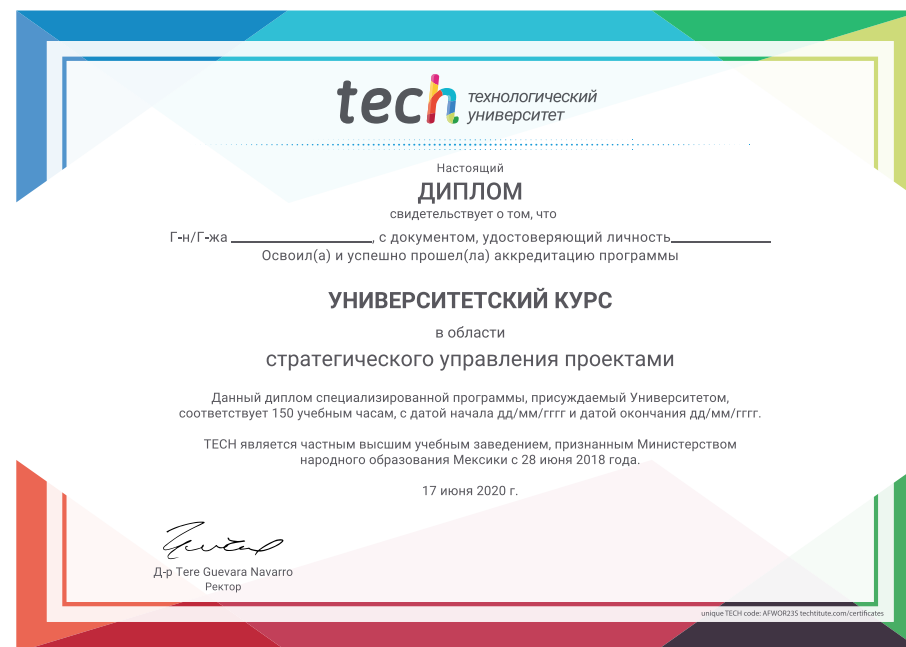 tech технологический
университет
Настоящий
ДИПЛОМ
свидетельствует о том, что
Г-н/Г-жа ____________________, с документом, удостоверяющий личность______________
Освоил(а) и успешно прошел(ла) аккредитацию программы
УНИВЕРСИТЕТСКИЙ КУРС
в области
стратегического управления проектами
Данный диплом специализированной программы, присуждаемый Университетом,
соответствует 150 учебным часам, с датой начала дд/мм/гггг и датой окончания дд/мм/гггг.
TECH является частным высшим учебным заведением, признанным Министерством
народного образования Мексики с 28 июня 2018 года.
17 июня 2020 г.
Д-р Tere Guevara Navarro
Ректор
unique TECH code: AFWOR23S techtitute.com/certificates